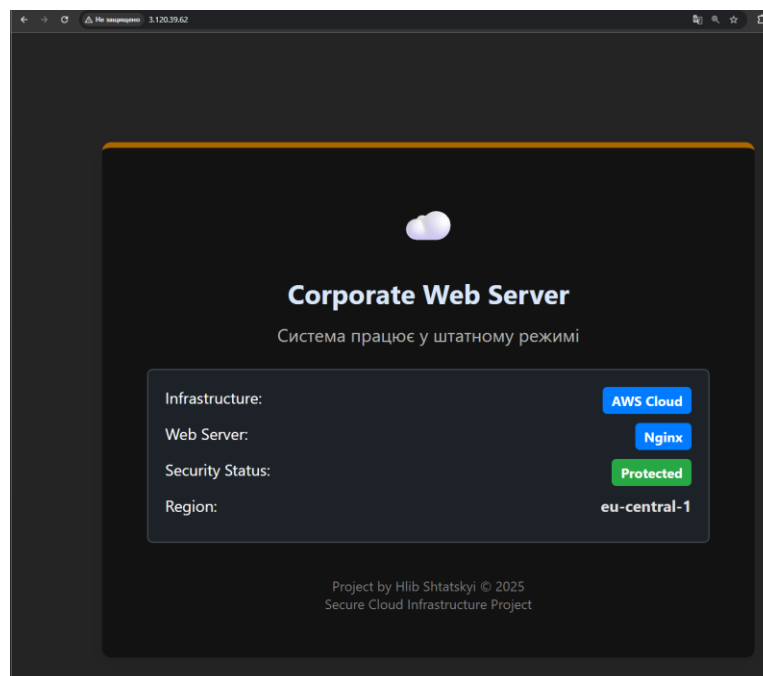 Не защищено 3.120.39.62
Corporate Web Server
Система працює у штатному режимі
Infrastructure: AWS Cloud
Web Server: Nginx
Security Status: Protected
Region: eu-central-1
Project by Hlib Shtatskyi © 2025
Secure Cloud Infrastructure Project